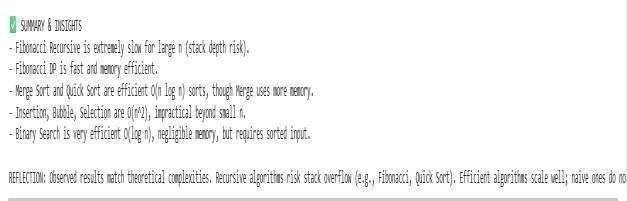 ✅ SUMMARY & INSIGHTS
- Fibonacci Recursive is extremely slow for large n (stack depth risk).
- Fibonacci DP is fast and memory efficient.
- Merge Sort and Quick Sort are efficient O(n log n) sorts, though Merge uses more memory.
- Insertion, Bubble, Selection are O(n^2), impractical beyond small n.
- Binary Search is very efficient O(log n), negligible memory, but requires sorted input.
REFLECTION: Observed results match theoretical complexities. Recursive algorithms risk stack overflow (e.g., Fibonacci, Quick Sort). Efficient algorithms scale well; naive ones do no